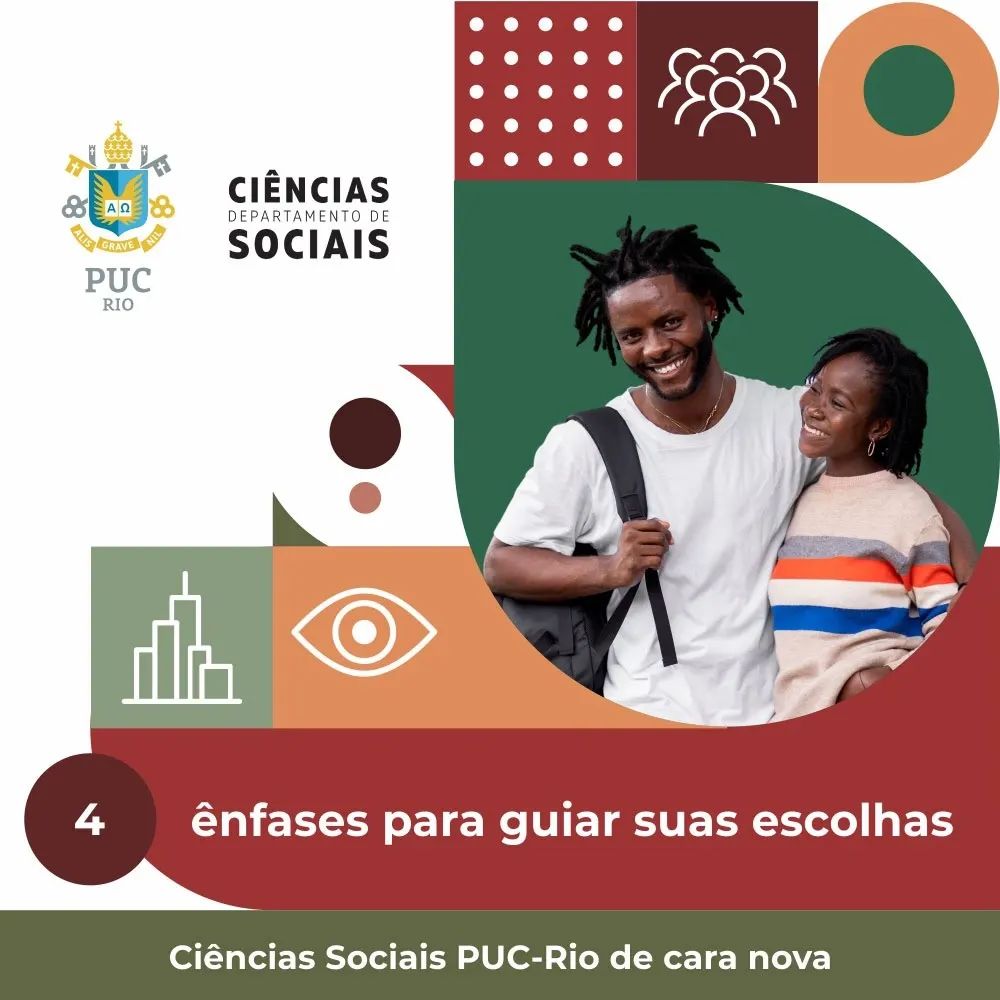 CIÊNCIAS
DEPARTAMENTO DE
SOCIAIS
ΑΩ
ALIS GRAVE NIL
PUC
RIO
4 ênfases para guiar suas escolhas
Ciências Sociais PUC-Rio de cara nova